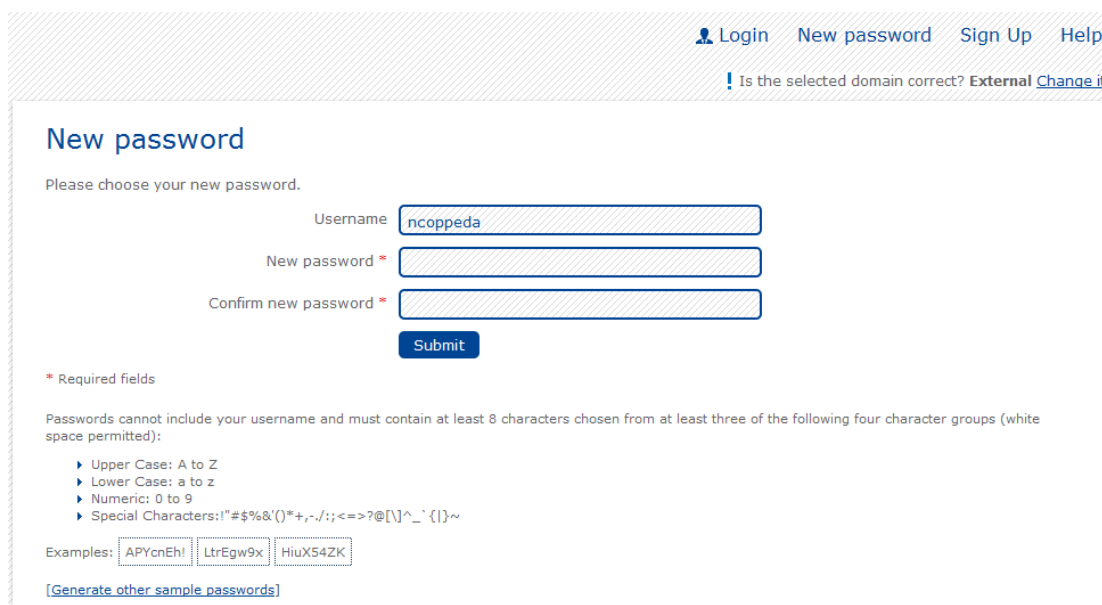 Login New password Sign Up Help
! Is the selected domain correct? External Change it
New password
Please choose your new password.
Username ncoppeda
New password *
Confirm new password *
Submit
* Required fields
Passwords cannot include your username and must contain at least 8 characters chosen from at least three of the following four character groups (white
space permitted):
Upper Case: A to Z
Lower Case: a to z
Numeric: 0 to 9
Special Characters:!"#$%&'()*+,-./:;<=>?@[\]^_`{|}~
Examples: APYcnEh! LtrEgw9x HiuX54ZK
[Generate other sample passwords]